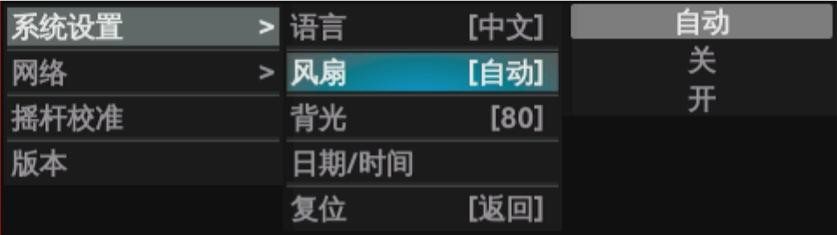 系统设置 >
网络 >
摇杆校准
版本
语言 [中文]
风扇 [自动]
背光 [80]
日期/时间
复位 [返回]
自动
关
开